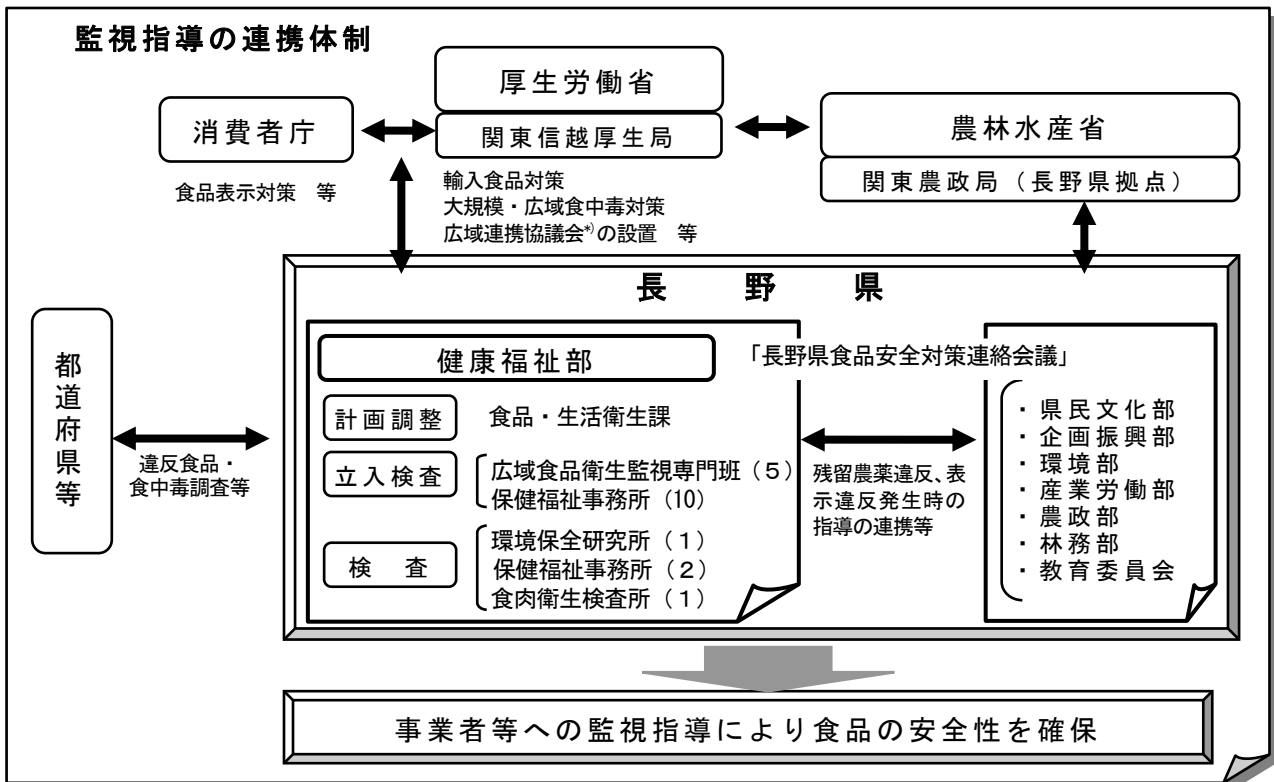 監視指導の連携体制
厚生労働省
関東信越厚生局
消費者庁
農林水産省
関東農政局（長野県拠点）
食品表示対策　等
輸入食品対策
大規模・広域食中毒対策
広域連携協議会*)の設置　等
長　野　県
都道府県等
違反食品・
食中毒調査等
健康福祉部
「長野県食品安全対策連絡会議」
計画調整
食品・生活衛生課
立入検査
広域食品衛生監視専門班（５）
保健福祉事務所（10）
検　査
環境保全研究所（１）
保健福祉事務所（２）
食肉衛生検査所（１）
残留農薬違反、表
示違反発生時の
指導の連携等
・県民文化部
・企画振興部
・環境部
・産業労働部
・農政部
・林務部
・教育委員会
事業者等への監視指導により食品の安全性を確保